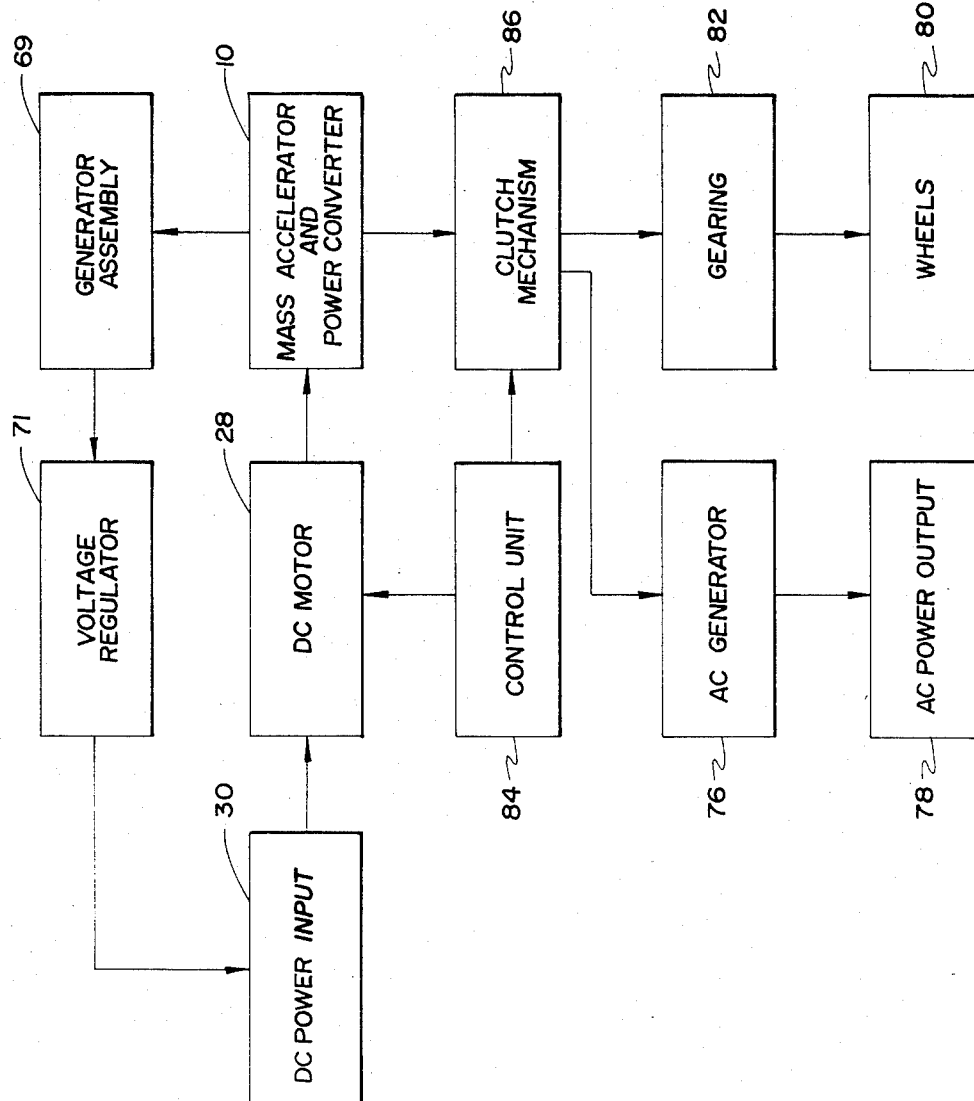 69
GENERATOR
ASSEMBLY
10
MASS ACCELERATOR
AND
POWER CONVERTER
86
CLUTCH
MECHANISM
82
GEARING
80
WHEELS
71
VOLTAGE
REGULATOR
28
DC MOTOR
CONTROL UNIT
84
AC GENERATOR
76
AC POWER OUTPUT
78
30
DC POWER INPUT